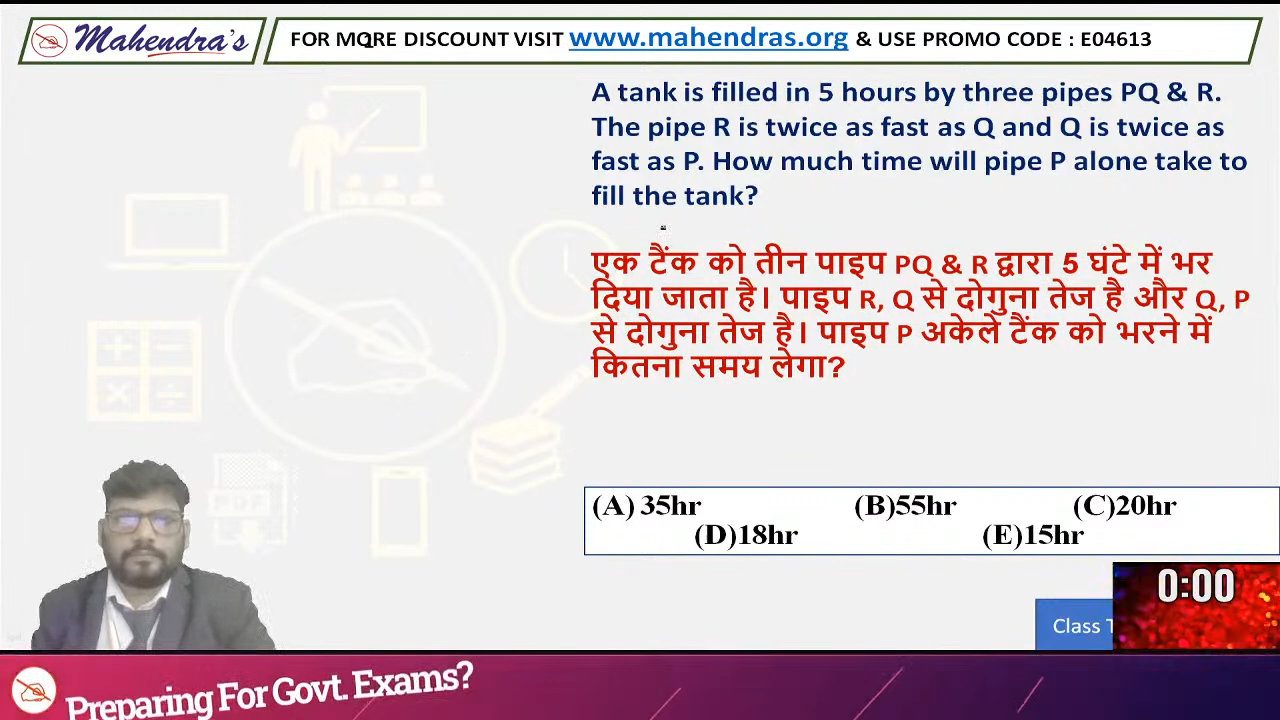 Mahendra's
FOR MORE DISCOUNT VISIT www.mahendras.org & USE PROMO CODE : E04613
A tank is filled in 5 hours by three pipes PQ & R.
The pipe R is twice as fast as Q and Q is twice as
fast as P. How much time will pipe P alone take to
fill the tank?
एक टैंक को तीन पाइप PQ & R द्वारा 5 घंटे में भर
दिया जाता है। पाइप R, Q से दोगुना तेज है और Q, P
से दोगुना तेज है। पाइप P अकेले टैंक को भरने में
कितना समय लेगा?
(A) 35hr (B)55hr (C)20hr
(D)18hr (E)15hr
0:00
Class T
Preparing For Govt. Exams?